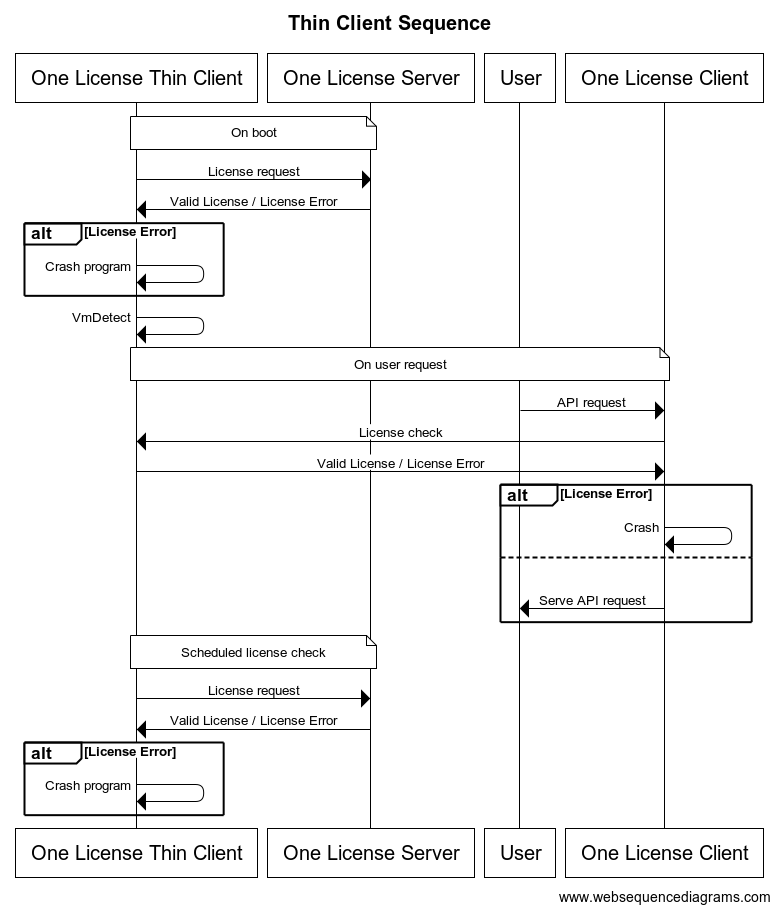 Thin Client Sequence
One License Thin Client
One License Server
User
One License Client
On boot
License request
Valid License / License Error
alt [License Error]
Crash program
VmDetect
On user request
API request
License check
Valid License / License Error
alt [License Error]
Crash
Serve API request
Scheduled license check
License request
Valid License / License Error
alt [License Error]
Crash program
One License Thin Client
One License Server
User
One License Client
www.websequencediagrams.com